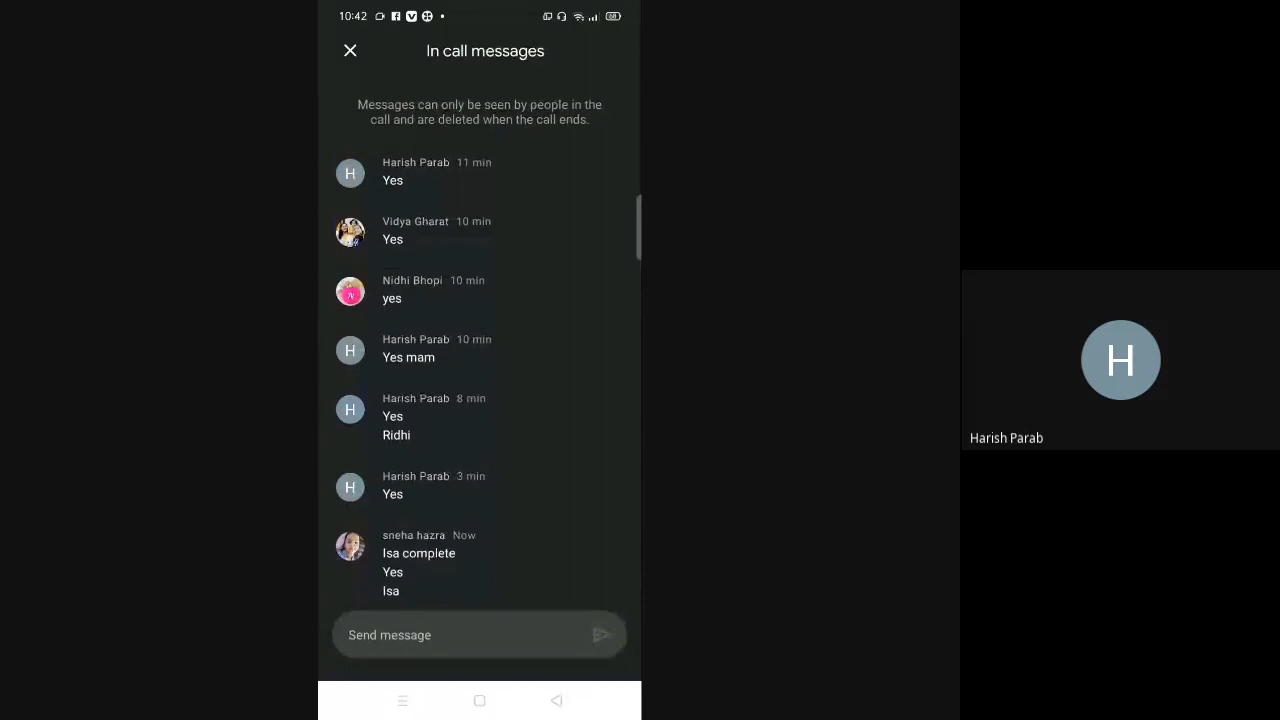 10:42
68
In call messages
Messages can only be seen by people in the
call and are deleted when the call ends.
H
Harish Parab 11 min
Yes
Vidya Gharat 10 min
Yes
Nidhi Bhopi 10 min
yes
H
Harish Parab 10 min
Yes mam
H
Harish Parab 8 min
Yes
Ridhi
H
Harish Parab 3 min
Yes
sneha hazra Now
Isa complete
Yes
Isa
Send message
H
Harish Parab